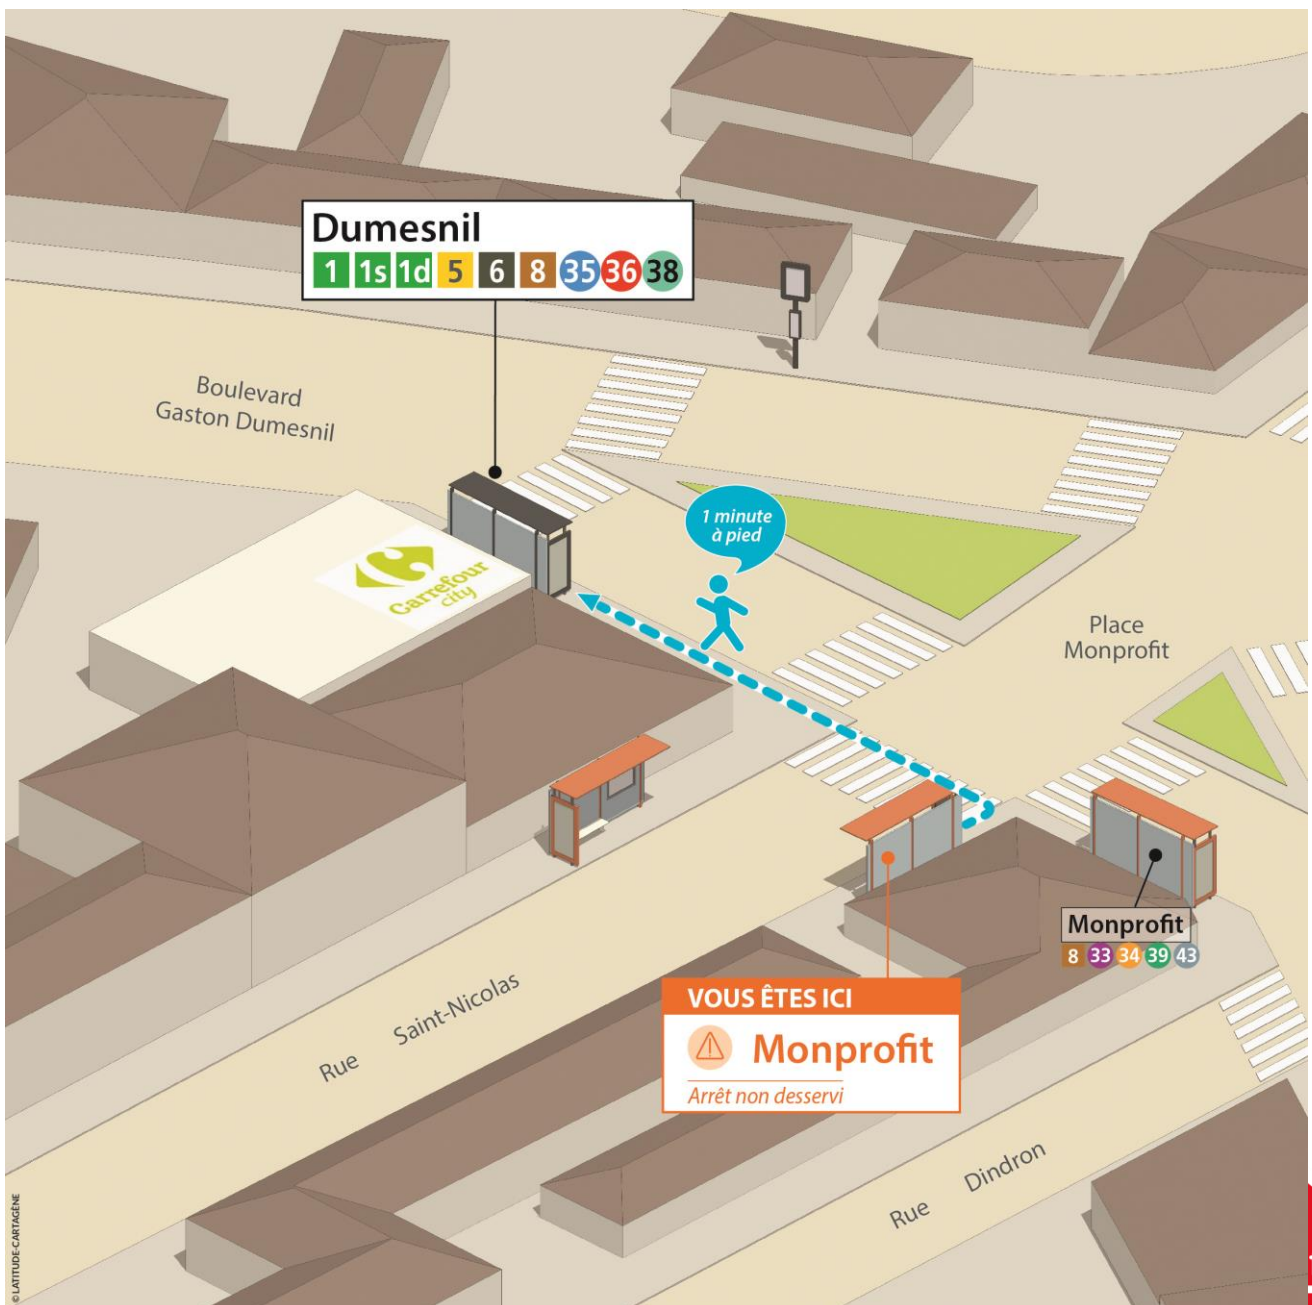 Dumesnil
1 1s 1d 5 6 8 35 36 38
Boulevard
Gaston Dumesnil
1 minute
à pied
Carrefour
city
Place
Monprofit
Monprofit
8 33 34 39 43
VOUS ÊTES ICI
Monprofit
Arrêt non desservi
Rue Saint-Nicolas
Rue Dindron
© LATITUDE-CARTAGÈNE